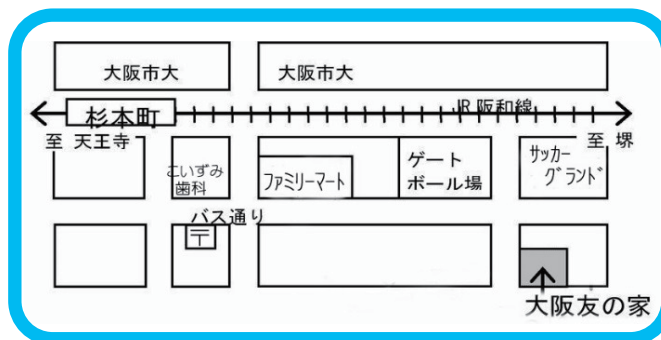 大阪市大
大阪市大
杉本町
JR阪和線
至 天王寺
至 堺
こいずみ
歯科
ファミリーマート
ゲート
ボール場
サッカー
グランド
バス通り
〒
大阪友の家